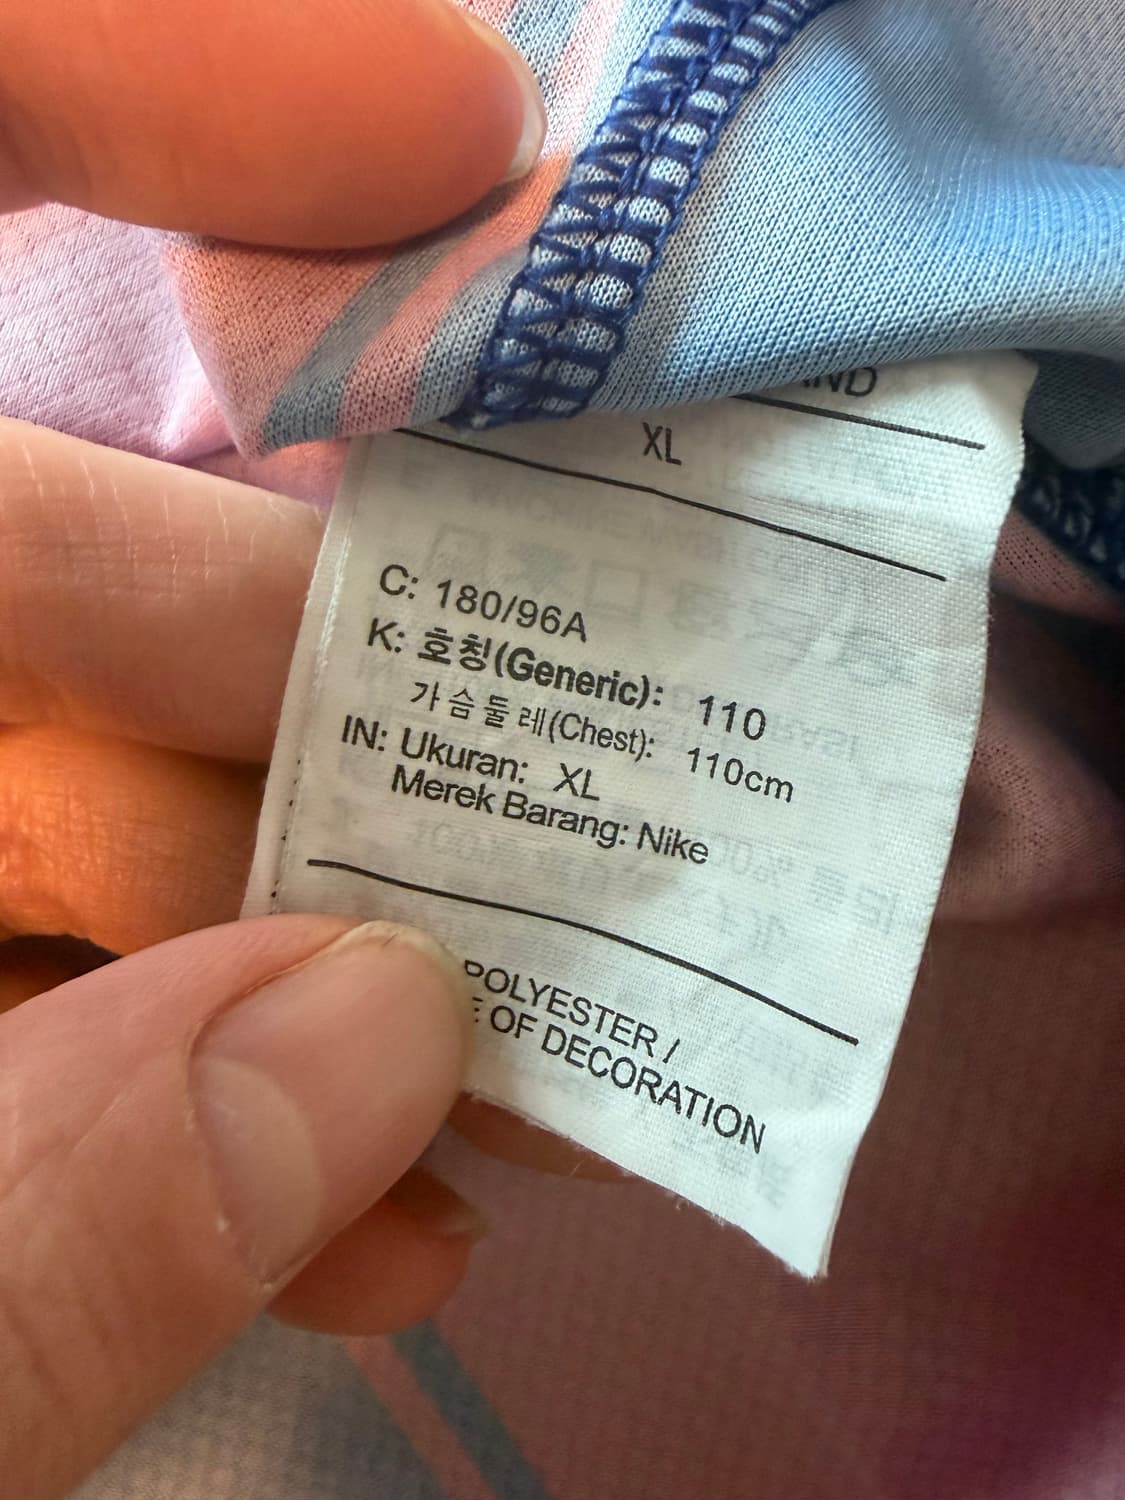 XL
C: 180/96A
K: 호칭(Generic): 110
가슴둘레(Chest): 110cm
IN: Ukuran: XL
Merek Barang: Nike
POLYESTER /
OF DECORATION